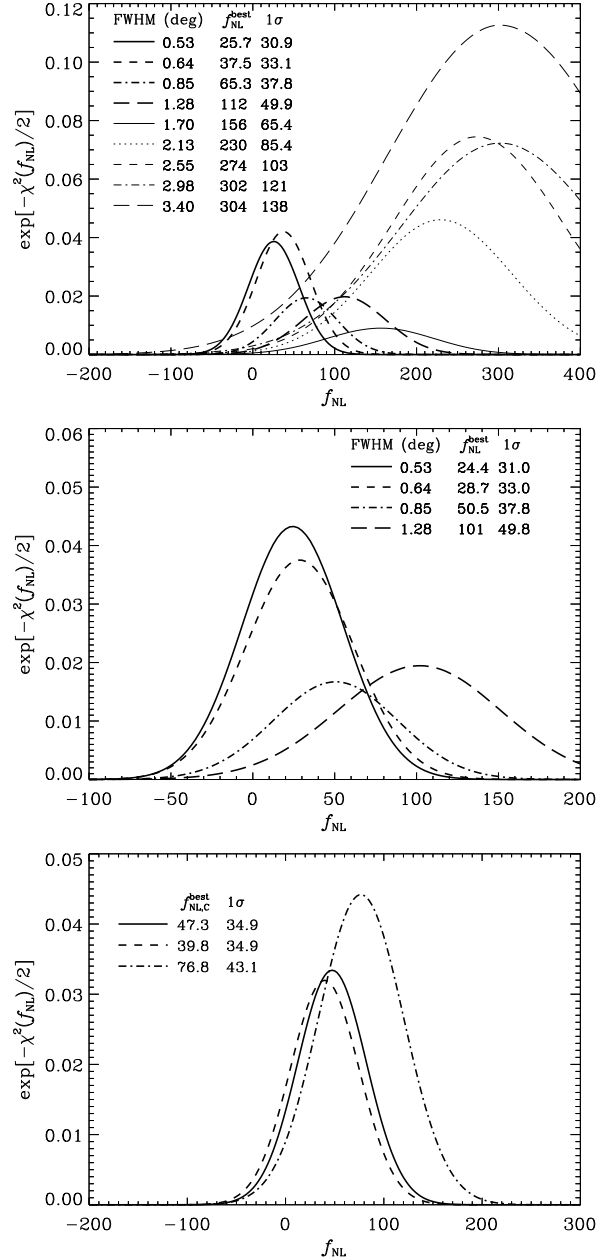 FWHM (deg) f_NL^best 1σ
0.53 25.7 30.9
0.64 37.5 33.1
0.85 65.3 37.8
1.28 112 49.9
1.70 156 65.4
2.13 230 85.4
2.55 274 103
2.98 302 121
3.40 304 138
exp[−χ²(f_NL)/2]
0.12
0.10
0.08
0.06
0.04
0.02
0.00
−200 −100 0 100 200 300 400
f_NL
FWHM (deg) f_NL^best 1σ
0.53 24.4 31.0
0.64 28.7 33.0
0.85 50.5 37.8
1.28 101 49.8
exp[−χ²(f_NL)/2]
0.06
0.05
0.04
0.03
0.02
0.01
0.00
−100 −50 0 50 100 150 200
f_NL
f_NL,C^best 1σ
47.3 34.9
39.8 34.9
76.8 43.1
exp[−χ²(f_NL)/2]
0.05
0.04
0.03
0.02
0.01
0.00
−200 −100 0 100 200 300
f_NL